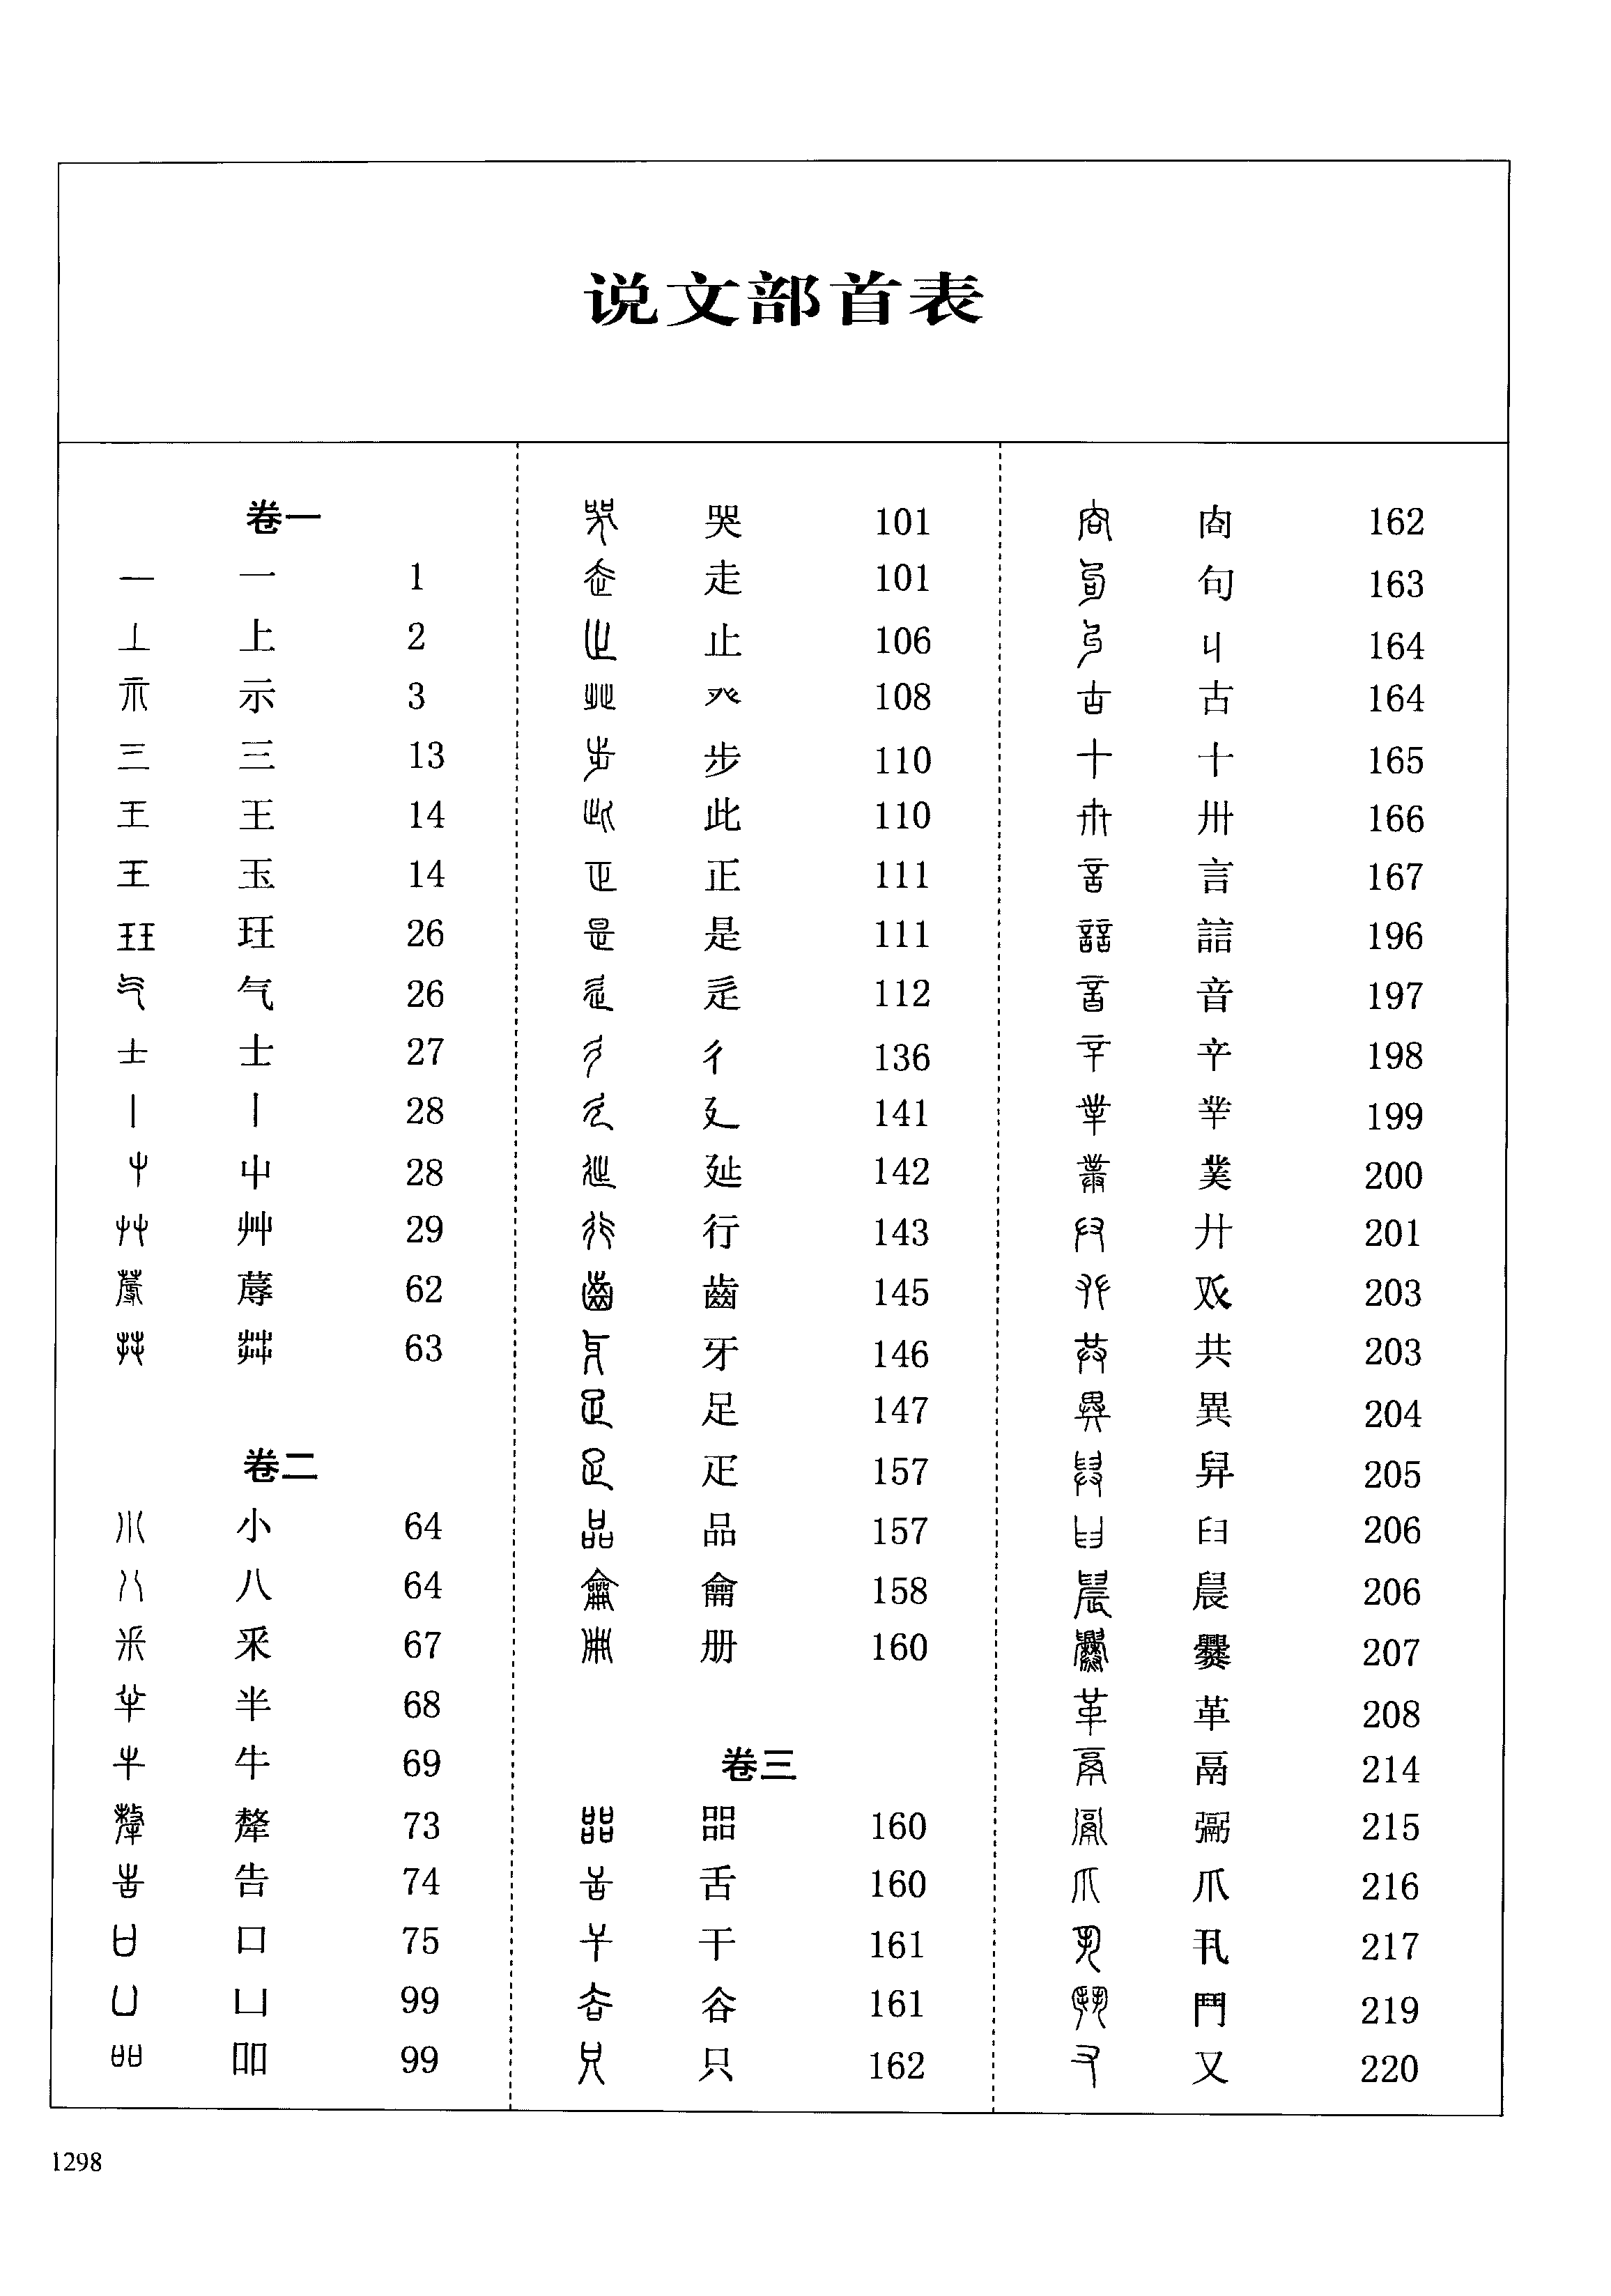 说文部首表
卷一
一 一 1
丄 上 2
示 示 3
三 三 13
王 王 14
王 玉 14
玨 玨 26
气 气 26
士 士 27
丨 丨 28
屮 屮 28
艸 艸 29
蓐 蓐 62
茻 茻 63
卷二
小 小 64
八 八 64
釆 釆 67
半 半 68
牛 牛 69
犛 犛 73
告 告 74
口 口 75
凵 凵 99
吅 吅 99
哭 哭 101
走 走 101
止 止 106
癶 癶 108
步 步 110
此 此 110
正 正 111
是 是 111
辵 辵 112
彳 彳 136
廴 廴 141
㢟 㢟 142
行 行 143
齒 齒 145
牙 牙 146
足 足 147
疋 疋 157
品 品 157
龠 龠 158
册 册 160
卷三
㗊 㗊 160
舌 舌 160
干 干 161
谷 谷 161
只 只 162
㕯 㕯 162
句 句 163
丩 丩 164
古 古 164
十 十 165
卅 卅 166
言 言 167
誩 誩 196
音 音 197
䇂 䇂 198
丵 丵 199
菐 菐 200
廾 廾 201
𠬜 𠬜 203
共 共 203
異 異 204
舁 舁 205
𦥑 𦥑 206
晨 晨 206
爨 爨 207
革 革 208
鬲 鬲 214
䰜 䰜 215
爪 爪 216
丮 丮 217
鬥 鬥 219
又 又 220
1298